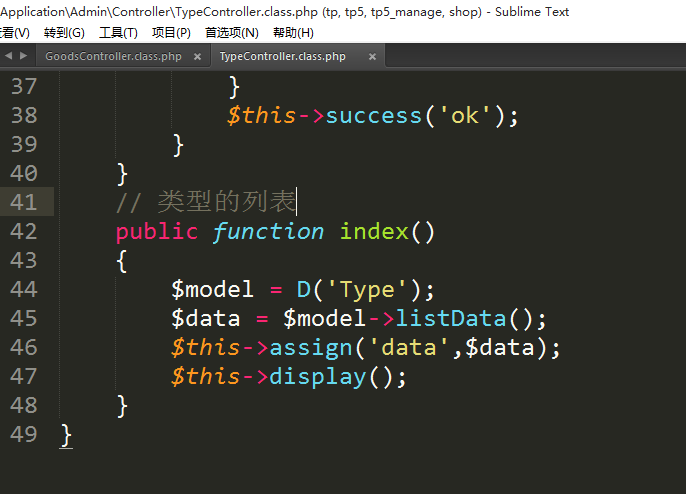 Application\Admin\Controller\TypeController.class.php (tp, tp5, tp5_manage, shop) - Sublime Text
查看(V) 转到(G) 工具(T) 项目(P) 首选项(N) 帮助(H)
GoodsController.class.php × TypeController.class.php ×
37 }
38 $this->success('ok');
39 }
40 }
41 // 类型的列表
42 public function index()
43 {
44 $model = D('Type');
45 $data = $model->listData();
46 $this->assign('data',$data);
47 $this->display();
48 }
49 }